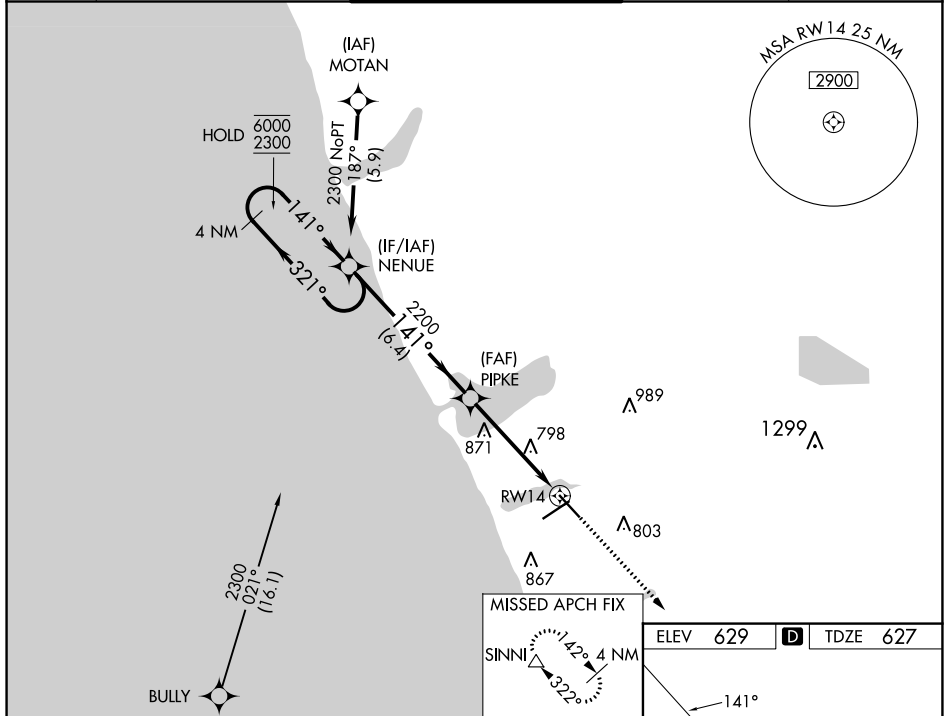 (IAF)
MOTAN
MSA RW14 25 NM
2900
HOLD 6000
2300
2300 NoPT
187°
(5.9)
4 NM
141°
321°
(IF/IAF)
NENUE
2200
141°
(6.4)
(FAF)
PIPKE
989
871
798
1299
RW14
803
867
2300
021°
(16.1)
BULLY
MISSED APCH FIX
SINNI
142°
4 NM
322°
ELEV 629 D TDZE 627
141°